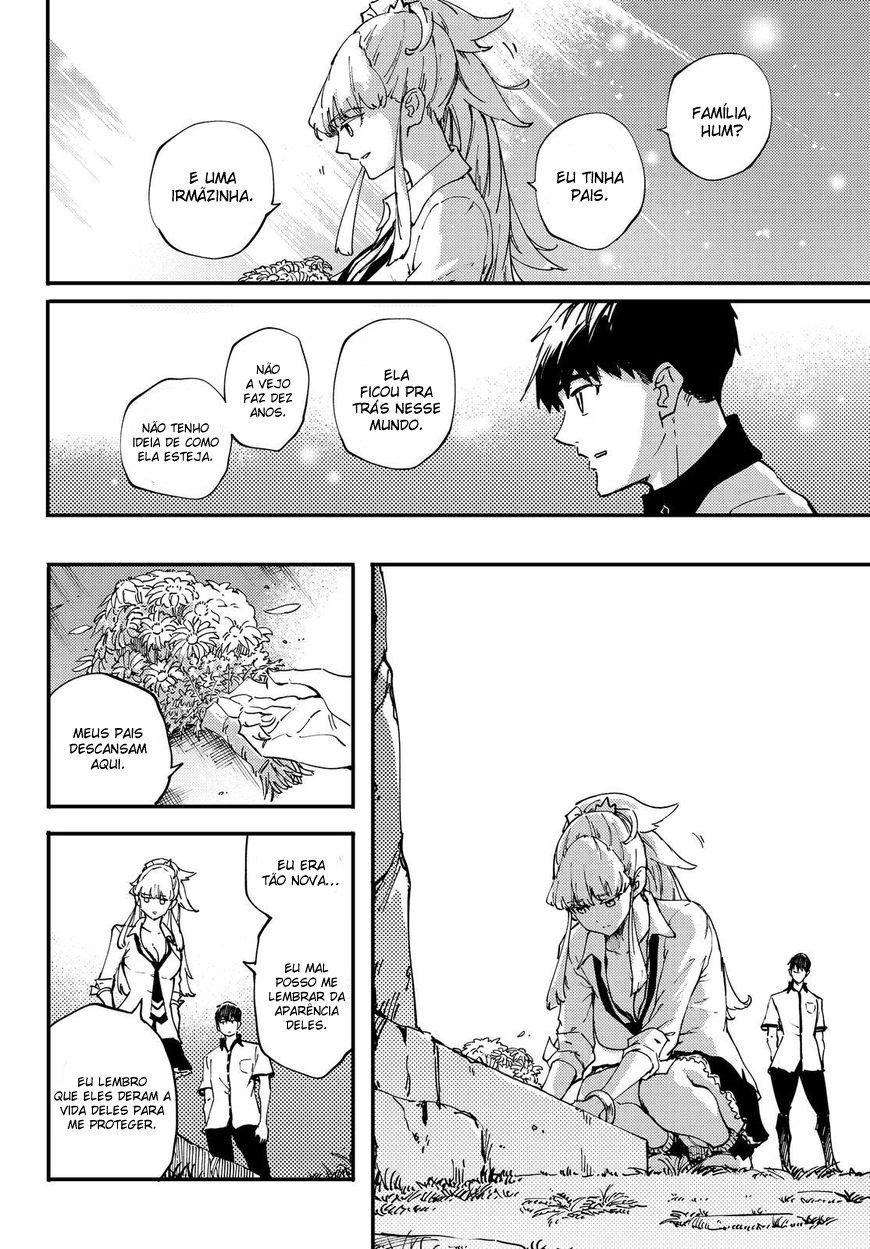 FAMÍLIA,
HUM?
EU TINHA
PAIS.
E UMA
IRMÃZINHA.
ELA
FICOU PRA
TRÁS NESSE
MUNDO.
NÃO
A VEJO
FAZ DEZ
ANOS.
NÃO TENHO
IDEIA DE COMO
ELA ESTEJA.
MEUS PAIS
DESCANSAM
AQUI.
EU ERA
TÃO NOVA...
EU MAL
POSSO ME
LEMBRAR DA
APARÊNCIA
DELES.
EU LEMBRO
QUE ELES DERAM A
VIDA DELES PARA
ME PROTEGER.